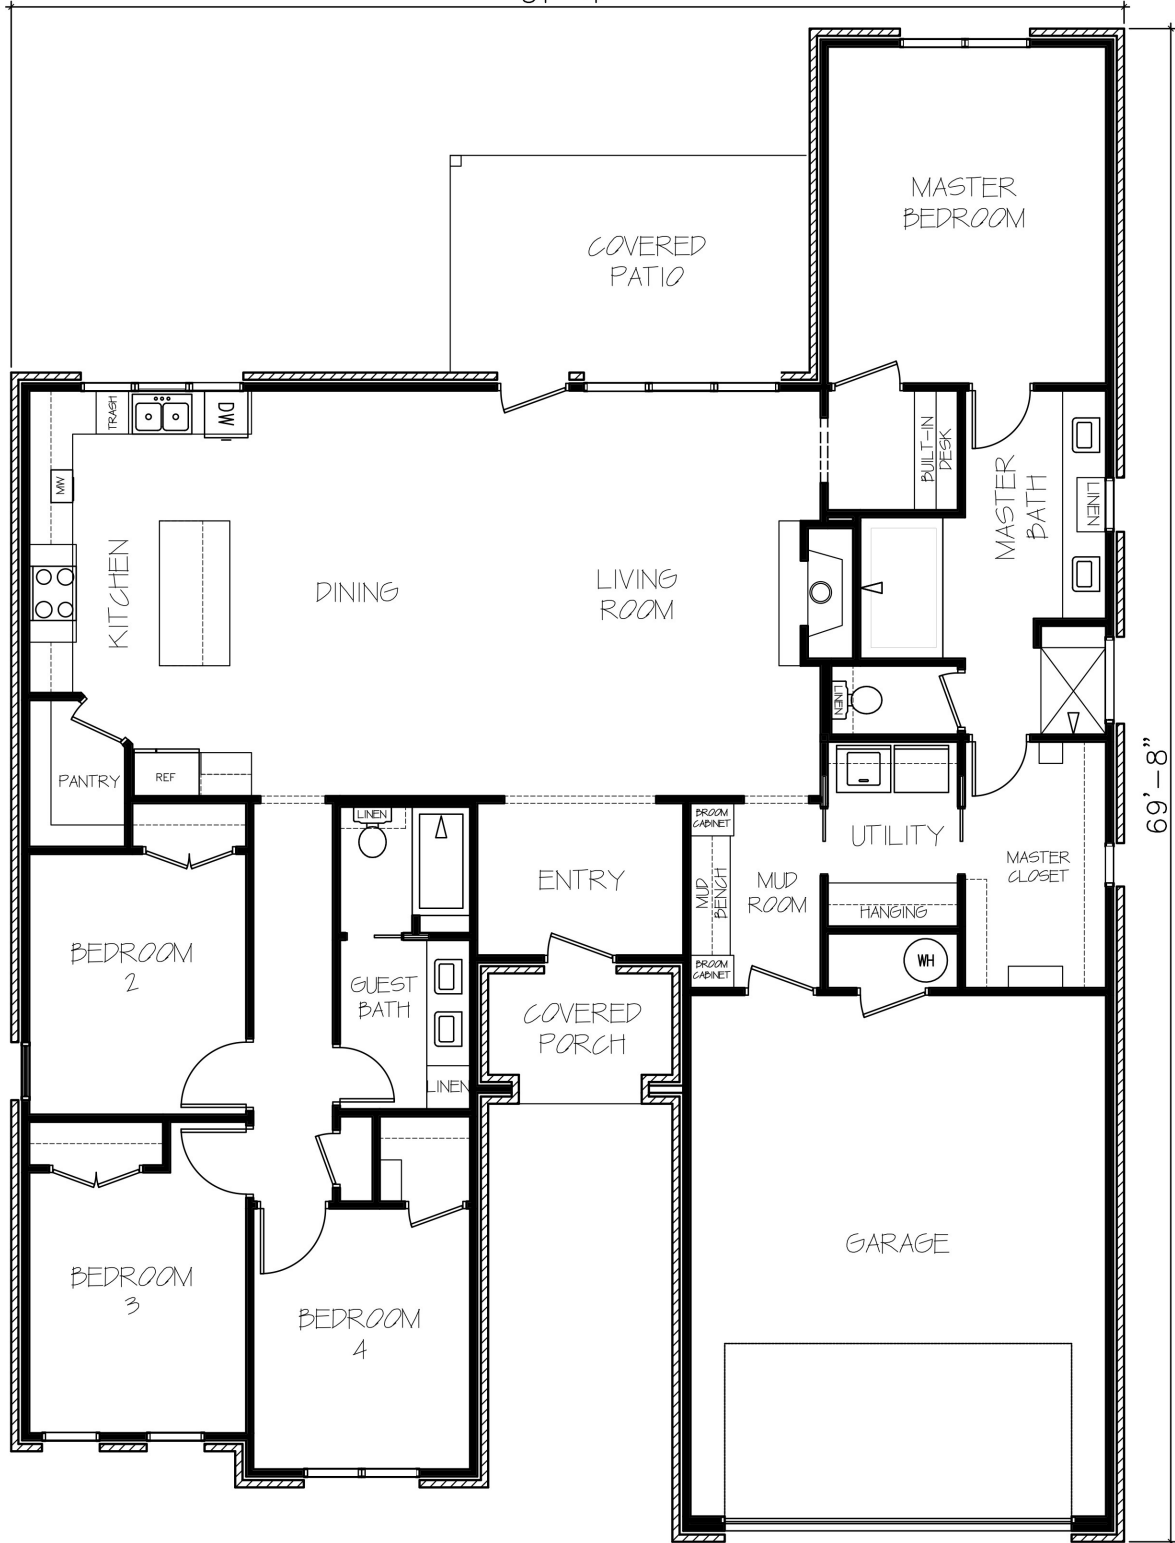 MASTER
BEDROOM
COVERED
PATIO
TRASH
DW
BUILT-IN
DESK
MW
MASTER
BATH
LINEN
KITCHEN
DINING
LIVING
ROOM
LINEN
PANTRY
REF
69'-8"
LINEN
BROOM
CABINET
UTILITY
MASTER
CLOSET
ENTRY
MUD
BENCH
MUD
ROOM
HANGING
BEDROOM
2
GUEST
BATH
BROOM
CABINET
WH
COVERED
PORCH
LINEN
GARAGE
BEDROOM
3
BEDROOM
4